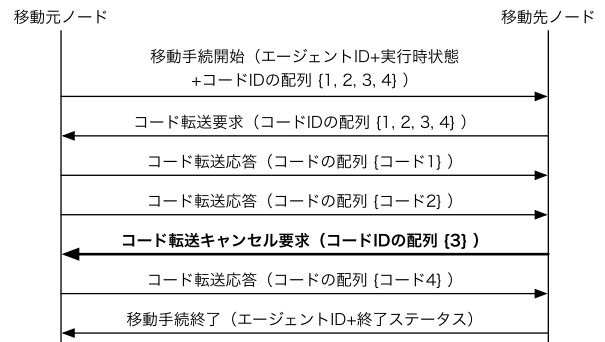 移動元ノード
移動先ノード
移動手続開始（エージェントID+実行時状態
+コードIDの配列 {1, 2, 3, 4} ）
コード転送要求（コードIDの配列 {1, 2, 3, 4} ）
コード転送応答（コードの配列 {コード1} ）
コード転送応答（コードの配列 {コード2} ）
コード転送キャンセル要求（コードIDの配列 {3} ）
コード転送応答（コードの配列 {コード4} ）
移動手続終了（エージェントID+終了ステータス）